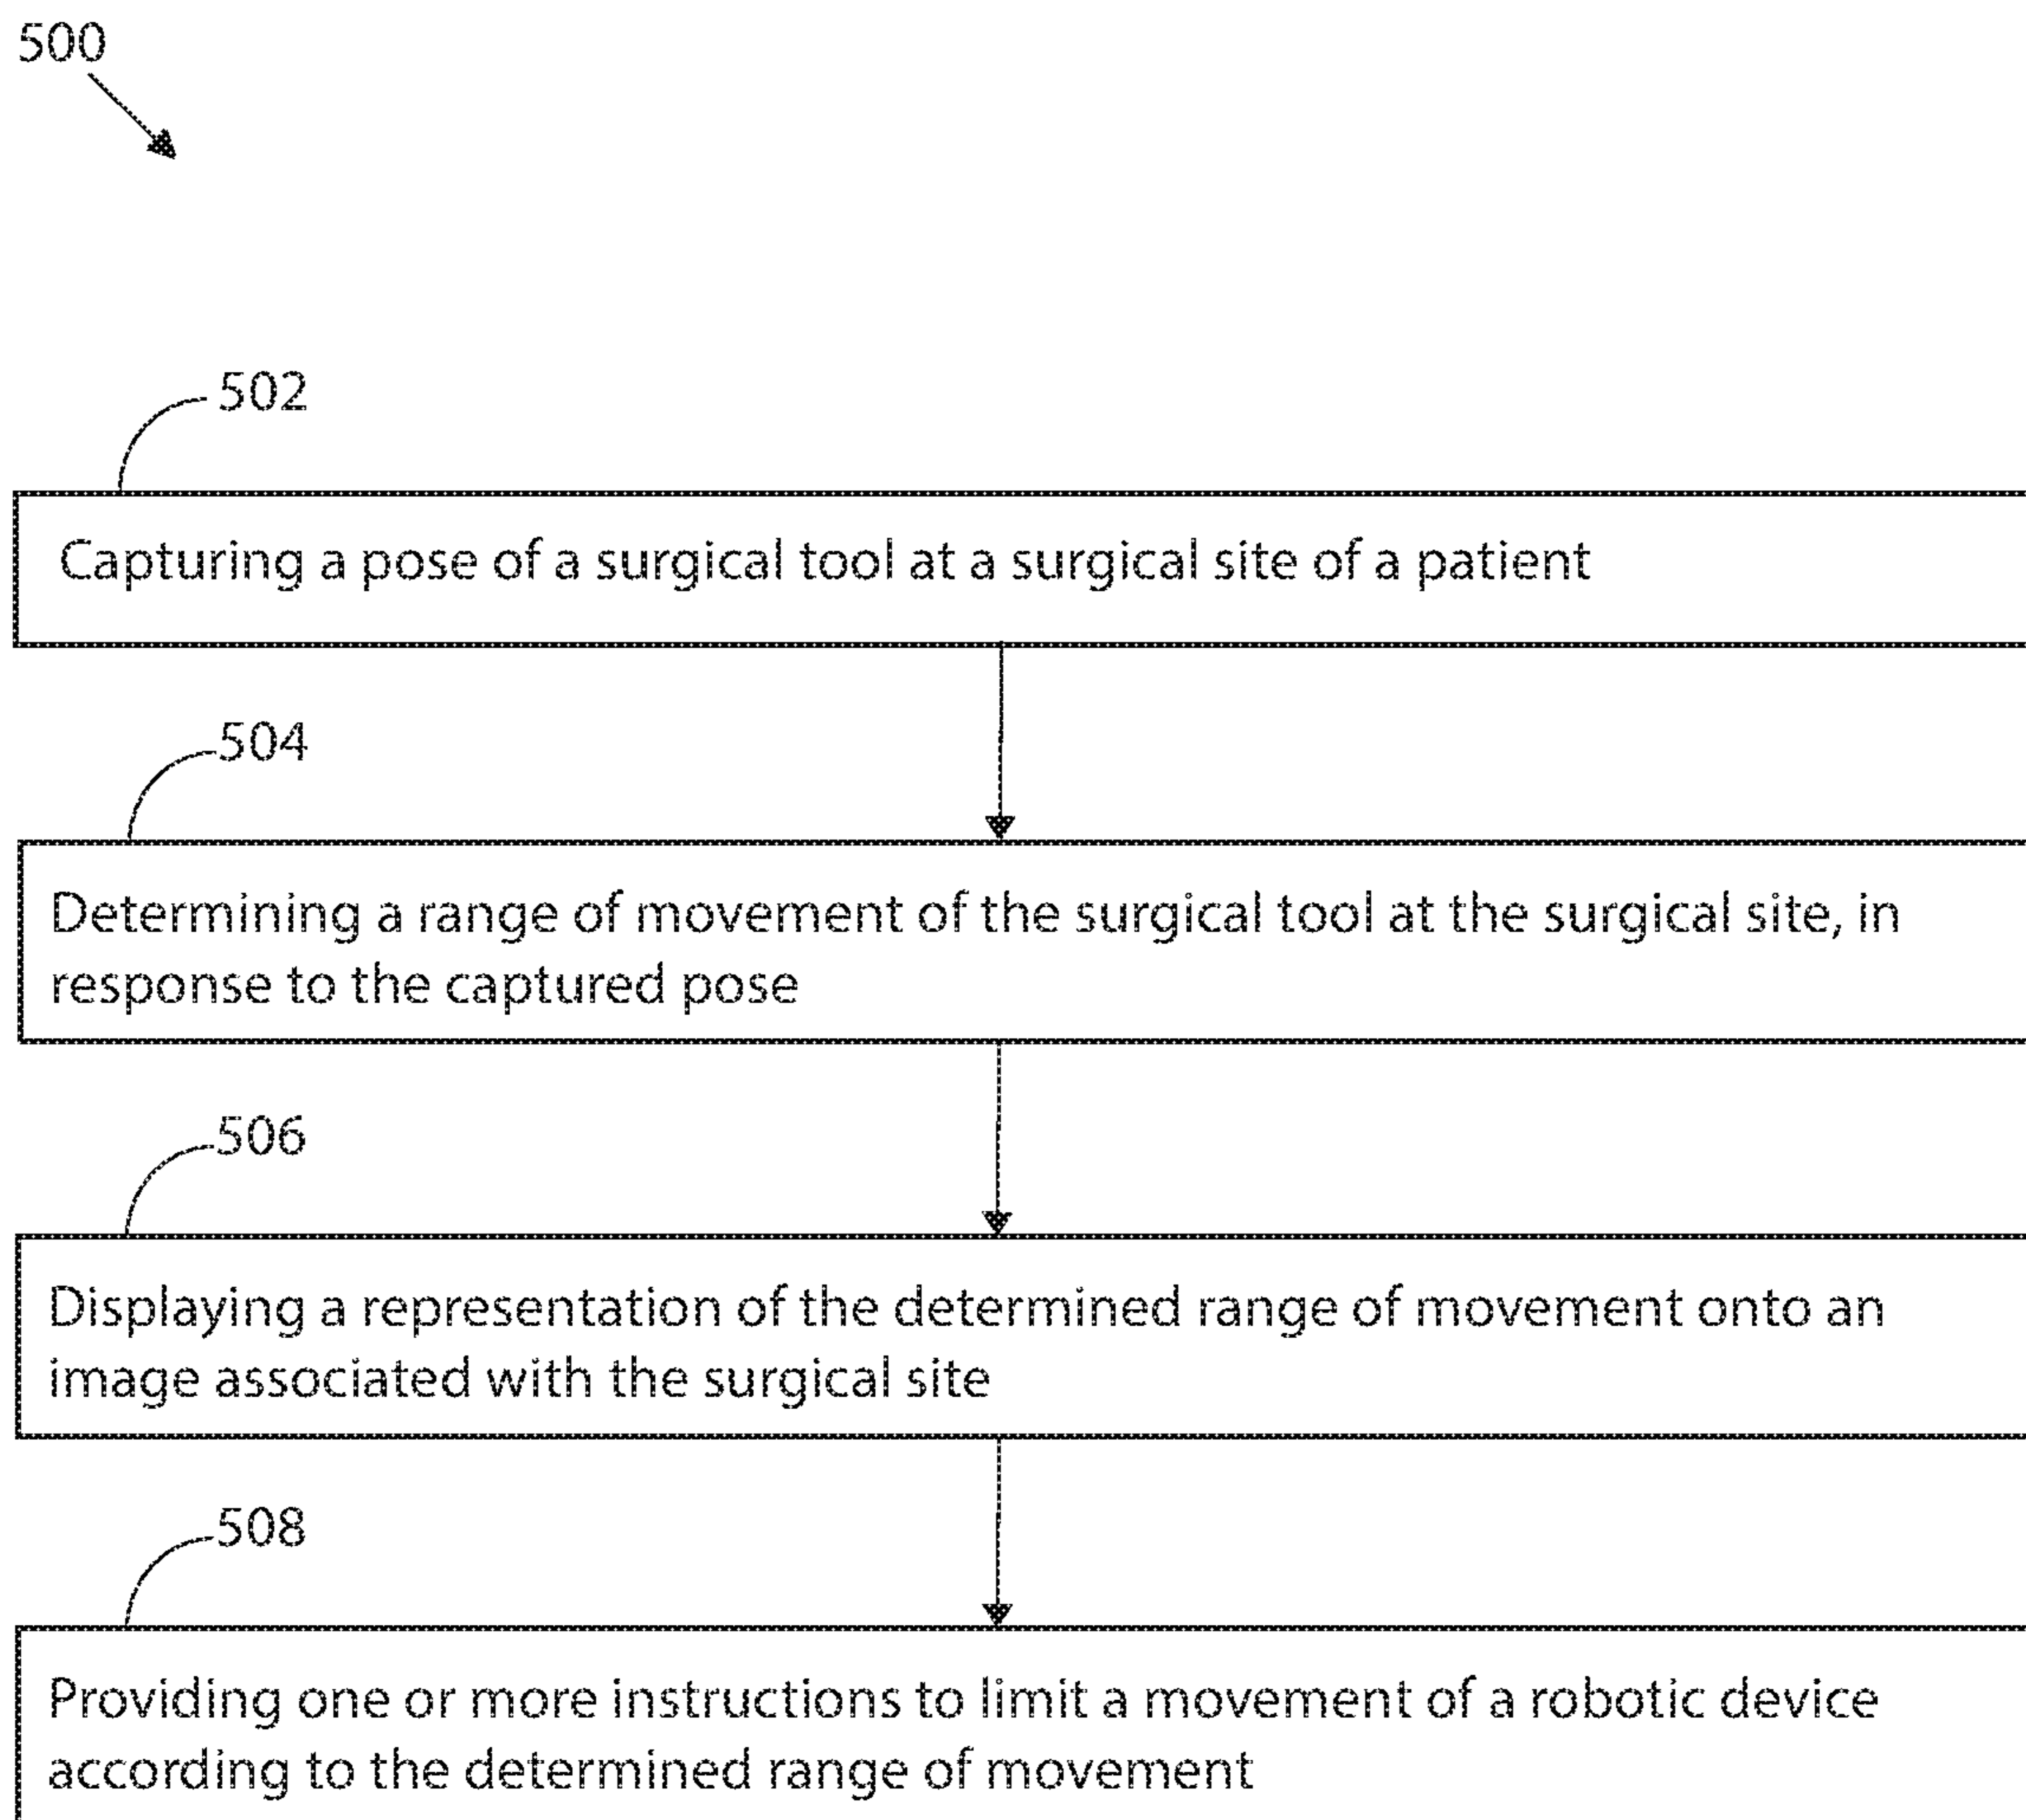 500
502
Capturing a pose of a surgical tool at a surgical site of a patient
504
Determining a range of movement of the surgical tool at the surgical site, in
response to the captured pose
506
Displaying a representation of the determined range of movement onto an
image associated with the surgical site
508
Providing one or more instructions to limit a movement of a robotic device
according to the determined range of movement